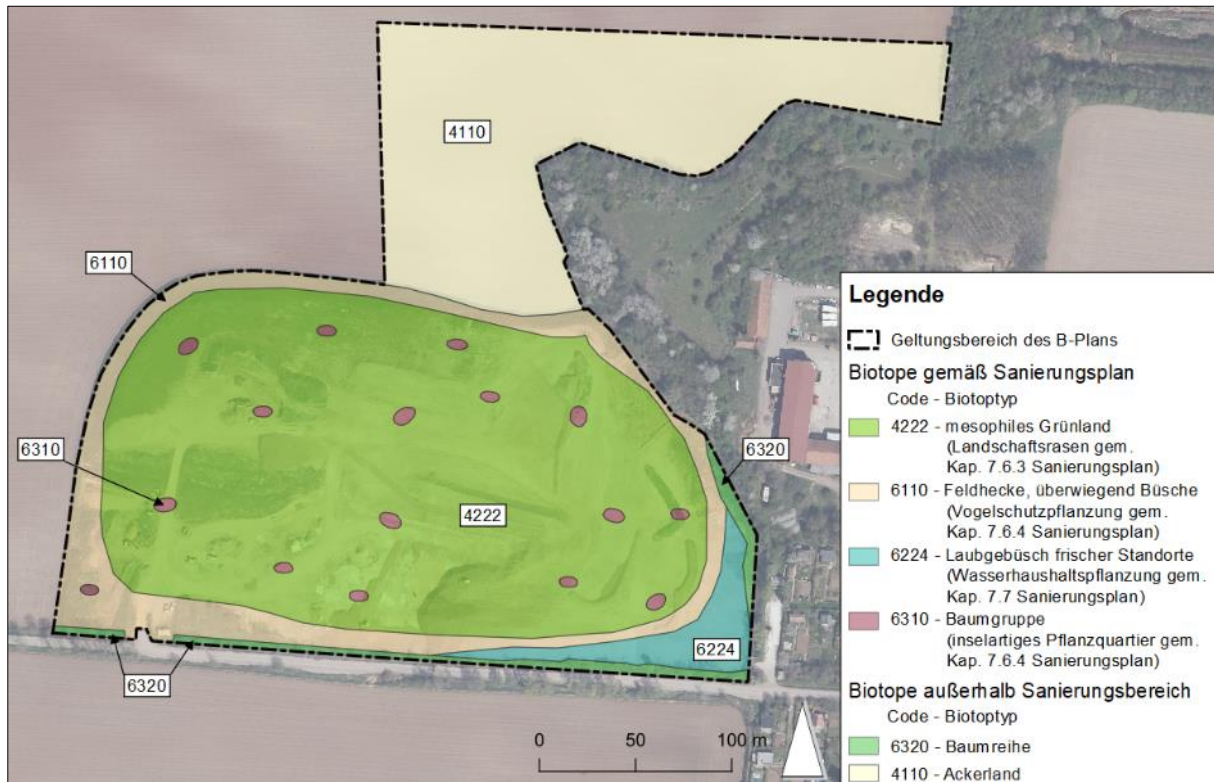 4110
6110
6320
6310
4222
6224
6320
0 50 100 m
Legende
Geltungsbereich des B-Plans
Biotope gemäß Sanierungsplan
Code - Biotoptyp
4222 - mesophiles Grünland
(Landschaftsrasen gem.
Kap. 7.6.3 Sanierungsplan)
6110 - Feldhecke, überwiegend Büsche
(Vogelschutzpflanzung gem.
Kap. 7.6.4 Sanierungsplan)
6224 - Laubgebüsch frischer Standorte
(Wasserhaushaltspflanzung gem.
Kap. 7.7 Sanierungsplan)
6310 - Baumgruppe
(inselartiges Pflanzquartier gem.
Kap. 7.6.4 Sanierungsplan)
Biotope außerhalb Sanierungsbereich
Code - Biotoptyp
6320 - Baumreihe
4110 - Ackerland